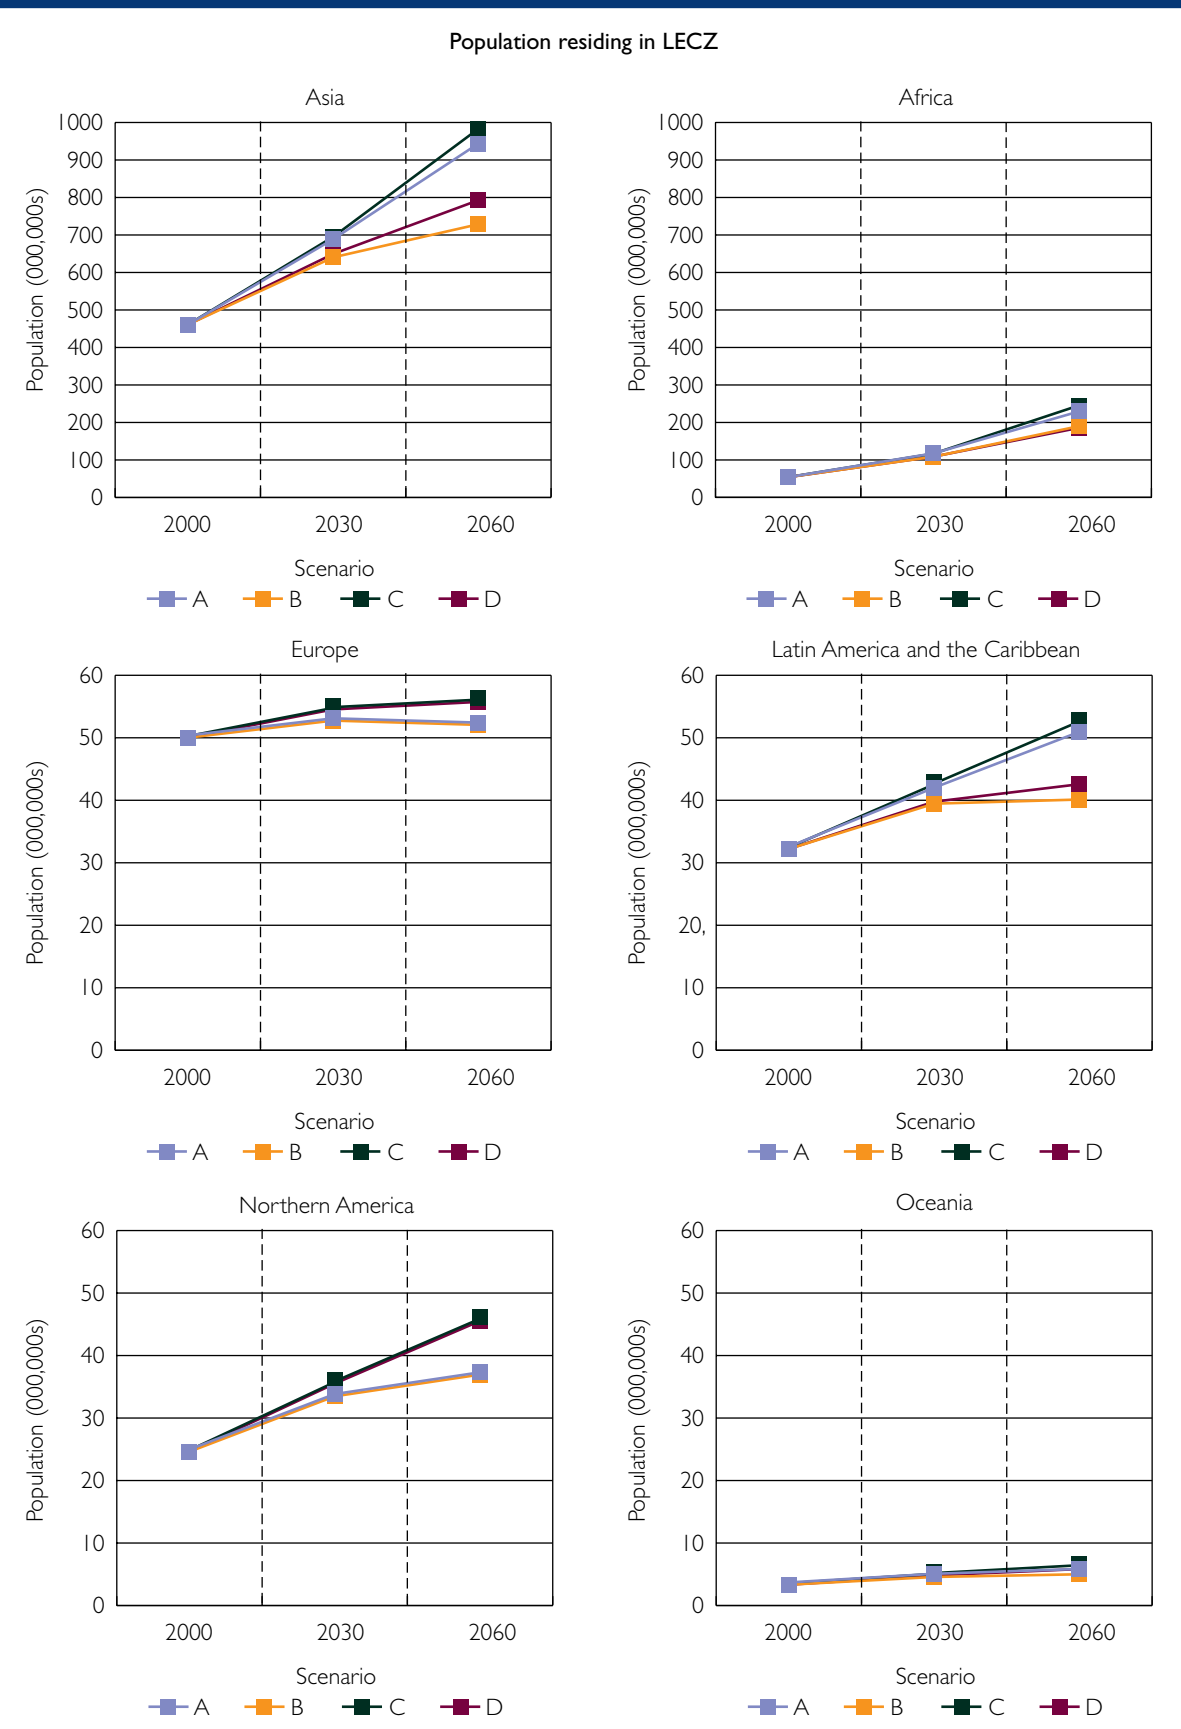 Population residing in LECZ
Asia
Population (000,000s)
1000
900
800
700
600
500
400
300
200
100
0
2000 2030 2060
Scenario
A B C D
Africa
Population (000,000s)
1000
900
800
700
600
500
400
300
200
100
0
2000 2030 2060
Scenario
A B C D
Europe
Population (000,000s)
60
50
40
30
20
10
0
2000 2030 2060
Scenario
A B C D
Latin America and the Caribbean
Population (000,000s)
60
50
40
30
20,
10
0
2000 2030 2060
Scenario
A B C D
Northern America
Population (000,000s)
60
50
40
30
20
10
0
2000 2030 2060
Scenario
A B C D
Oceania
Population (000,000s)
60
50
40
30
20
10
0
2000 2030 2060
Scenario
A B C D